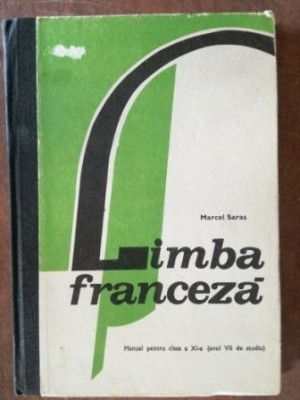 Marcel Saraș
Limba
franceză
Manual pentru clasa a XI-a (anul VII de studiu)